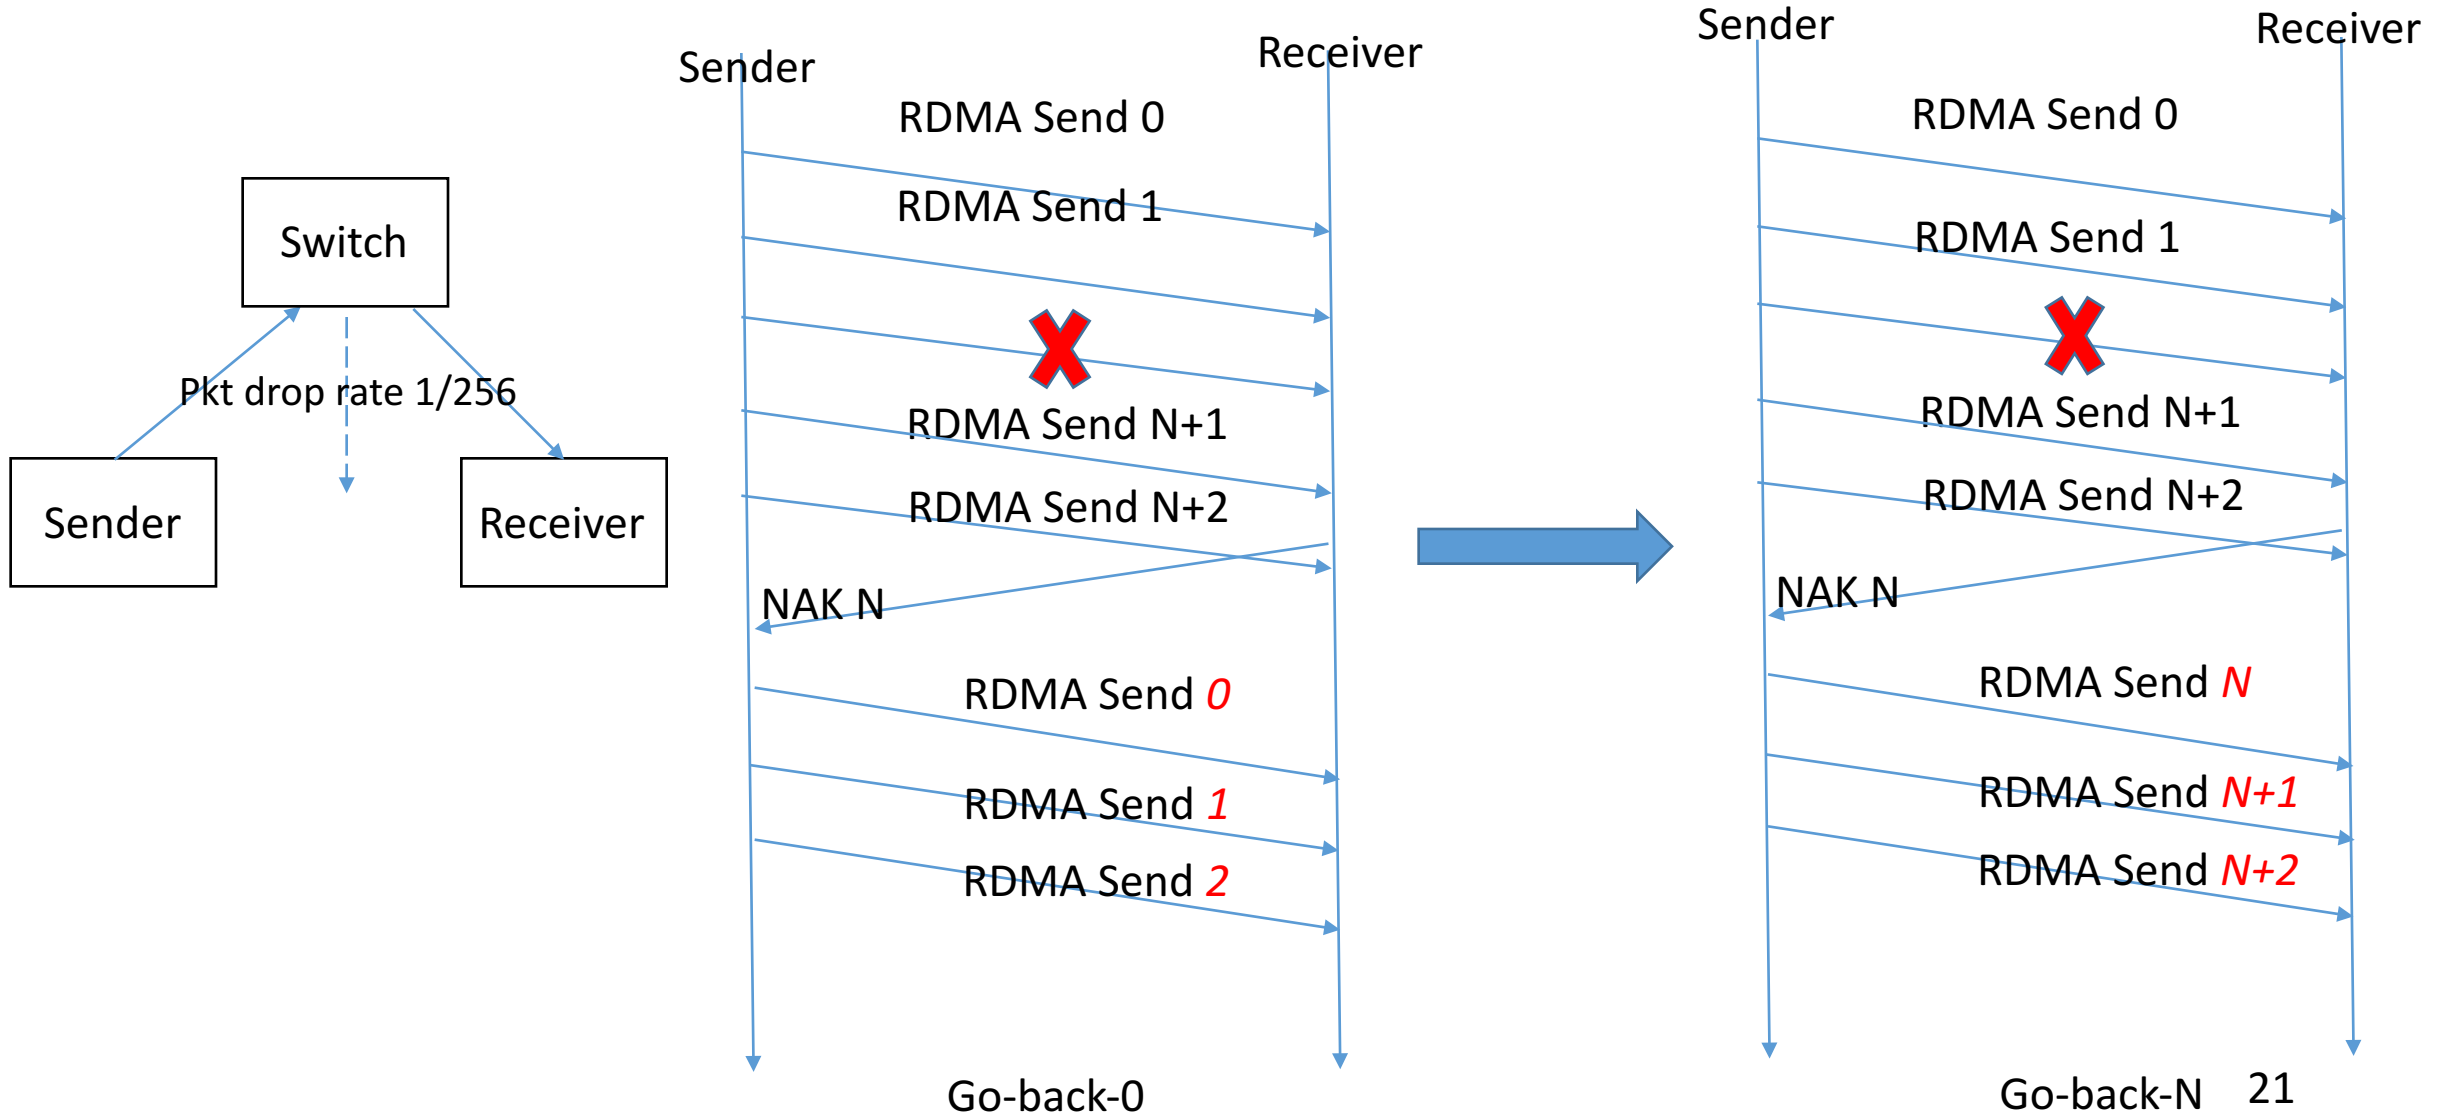 Switch
Pkt drop rate 1/256
Sender
Receiver
Sender
Receiver
RDMA Send 0
RDMA Send 1
RDMA Send N+1
RDMA Send N+2
NAK N
RDMA Send 0
RDMA Send 1
RDMA Send 2
Go-back-0
Sender
Receiver
RDMA Send 0
RDMA Send 1
RDMA Send N+1
RDMA Send N+2
NAK N
RDMA Send N
RDMA Send N+1
RDMA Send N+2
Go-back-N
21